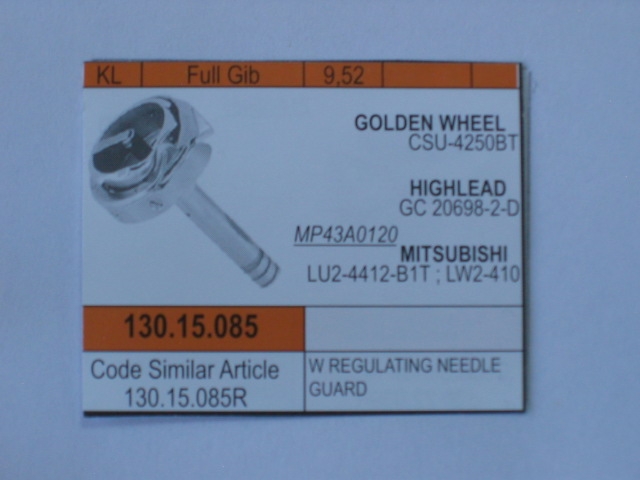 KL Full Gib 9,52
GOLDEN WHEEL
CSU-4250BT
HIGHLEAD
GC 20698-2-D
MP43A0120
MITSUBISHI
LU2-4412-B1T ; LW2-410
130.15.085
Code Similar Article
130.15.085R
W REGULATING NEEDLE
GUARD